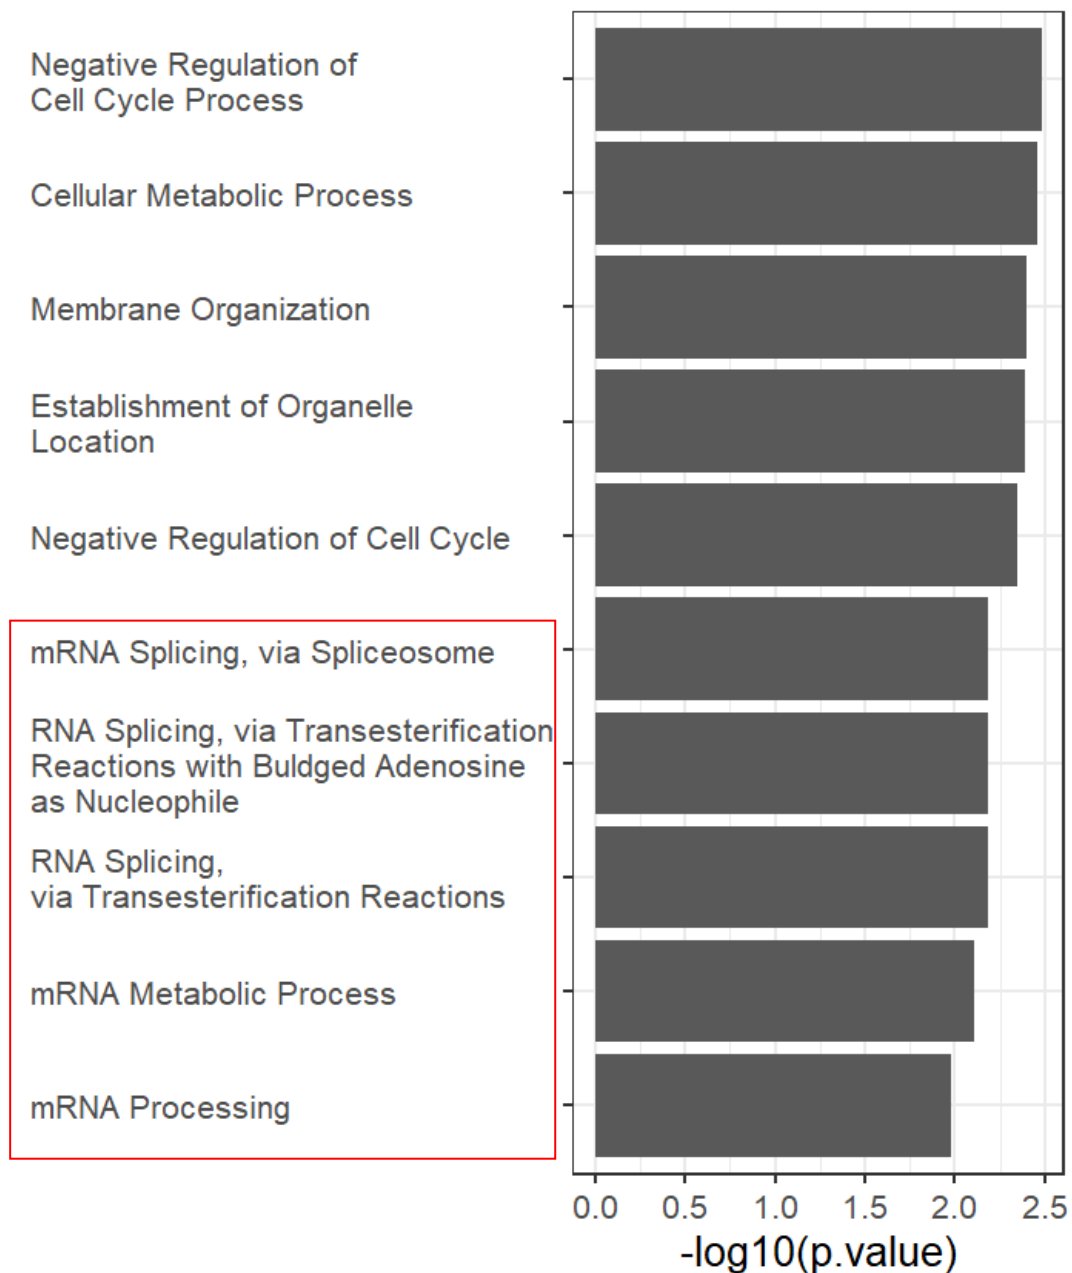 Negative Regulation of
Cell Cycle Process
Cellular Metabolic Process
Membrane Organization
Establishment of Organelle
Location
Negative Regulation of Cell Cycle
mRNA Splicing, via Spliceosome
RNA Splicing, via Transesterification
Reactions with Buldged Adenosine
as Nucleophile
RNA Splicing,
via Transesterification Reactions
mRNA Metabolic Process
mRNA Processing
0.0 0.5 1.0 1.5 2.0 2.5
-log10(p.value)